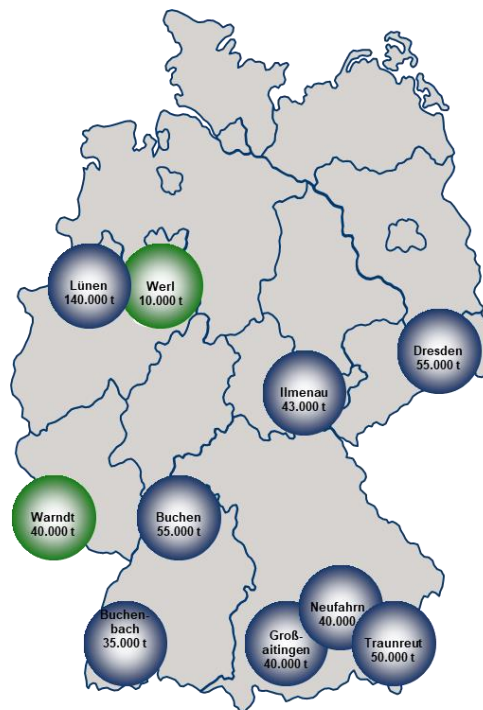 Lünen
140.000 t
Werl
10.000 t
Dresden
55.000 t
Ilmenau
43.000 t
Warndt
40.000 t
Buchen
55.000 t
Buchen-
bach
35.000 t
Neufahrn
40.000
Groß-
aitingen
40.000 t
Traunreut
50.000 t